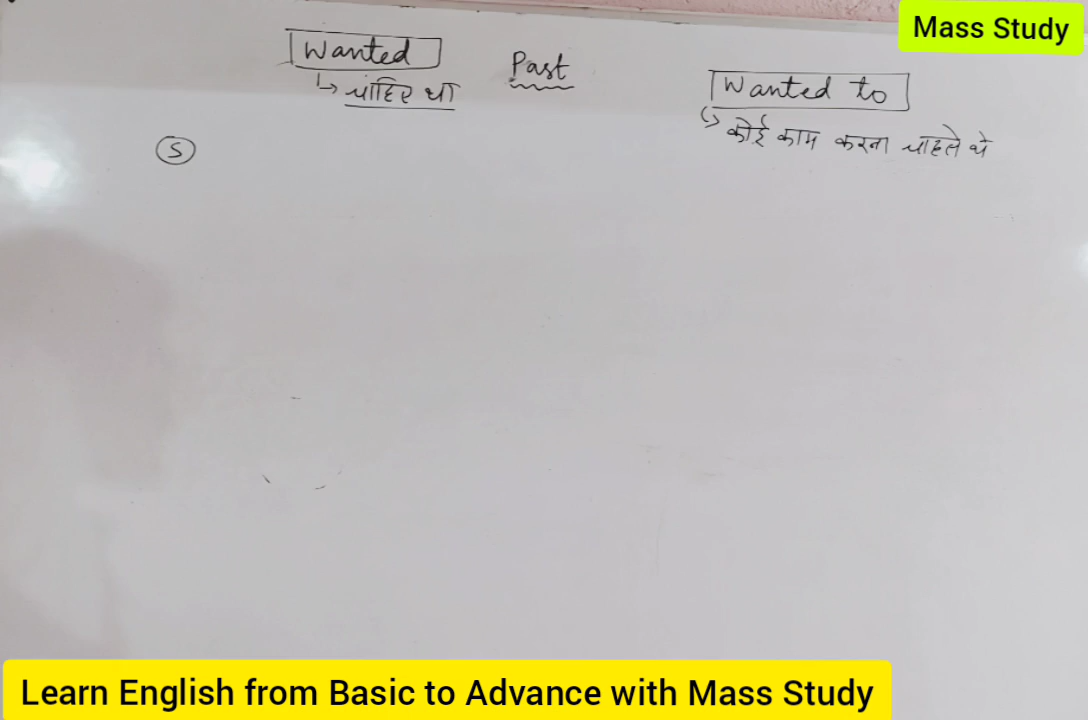 Mass Study
Wanted
Past
Wanted to
↳ चाहिए था
↳ कोई काम करना चाहते थे
S
Learn English from Basic to Advance with Mass Study